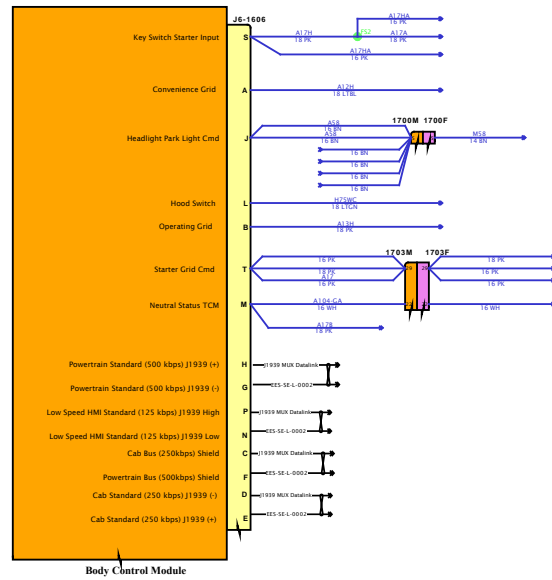 J6-1606
Key Switch Starter Input S A17H 18 PK A17HA 16 PK TS2 A17A 18 PK
A17HA 16 PK
Convenience Grid A A12H 18 LTBL
1700M 1700F
Headlight Park Light Cmd J A58 16 BN M58 14 BN
A58 16 BN
16 BN
16 BN
16 BN
16 BN
Hood Switch L H75WC 18 LTGN
Operating Grid B A13H 18 PK
1703M 1703F
16 PK 18 PK
Starter Grid Cmd T 18 PK 29 29 16 PK
A17 16 PK 16 PK
Neutral Status TCM M A104-GA 16 WH 16 WH
A17B 18 PK
Powertrain Standard (500 kbps) J1939 (+) H J1939 MUX Datalink
Powertrain Standard (500 kbps) J1939 (-) G EES-SE-L-0002
Low Speed HMI Standard (125 kbps) J1939 High P J1939 MUX Datalink
Low Speed HMI Standard (125 kbps) J1939 Low N EES-SE-L-0002
Cab Bus (250kbps) Shield C J1939 MUX Datalink
Powertrain Bus (500kbps) Shield F EES-SE-L-0002
Cab Standard (250 kbps) J1939 (-) D J1939 MUX Datalink
Cab Standard (250 kbps) J1939 (+) E EES-SE-L-0002
Body Control Module